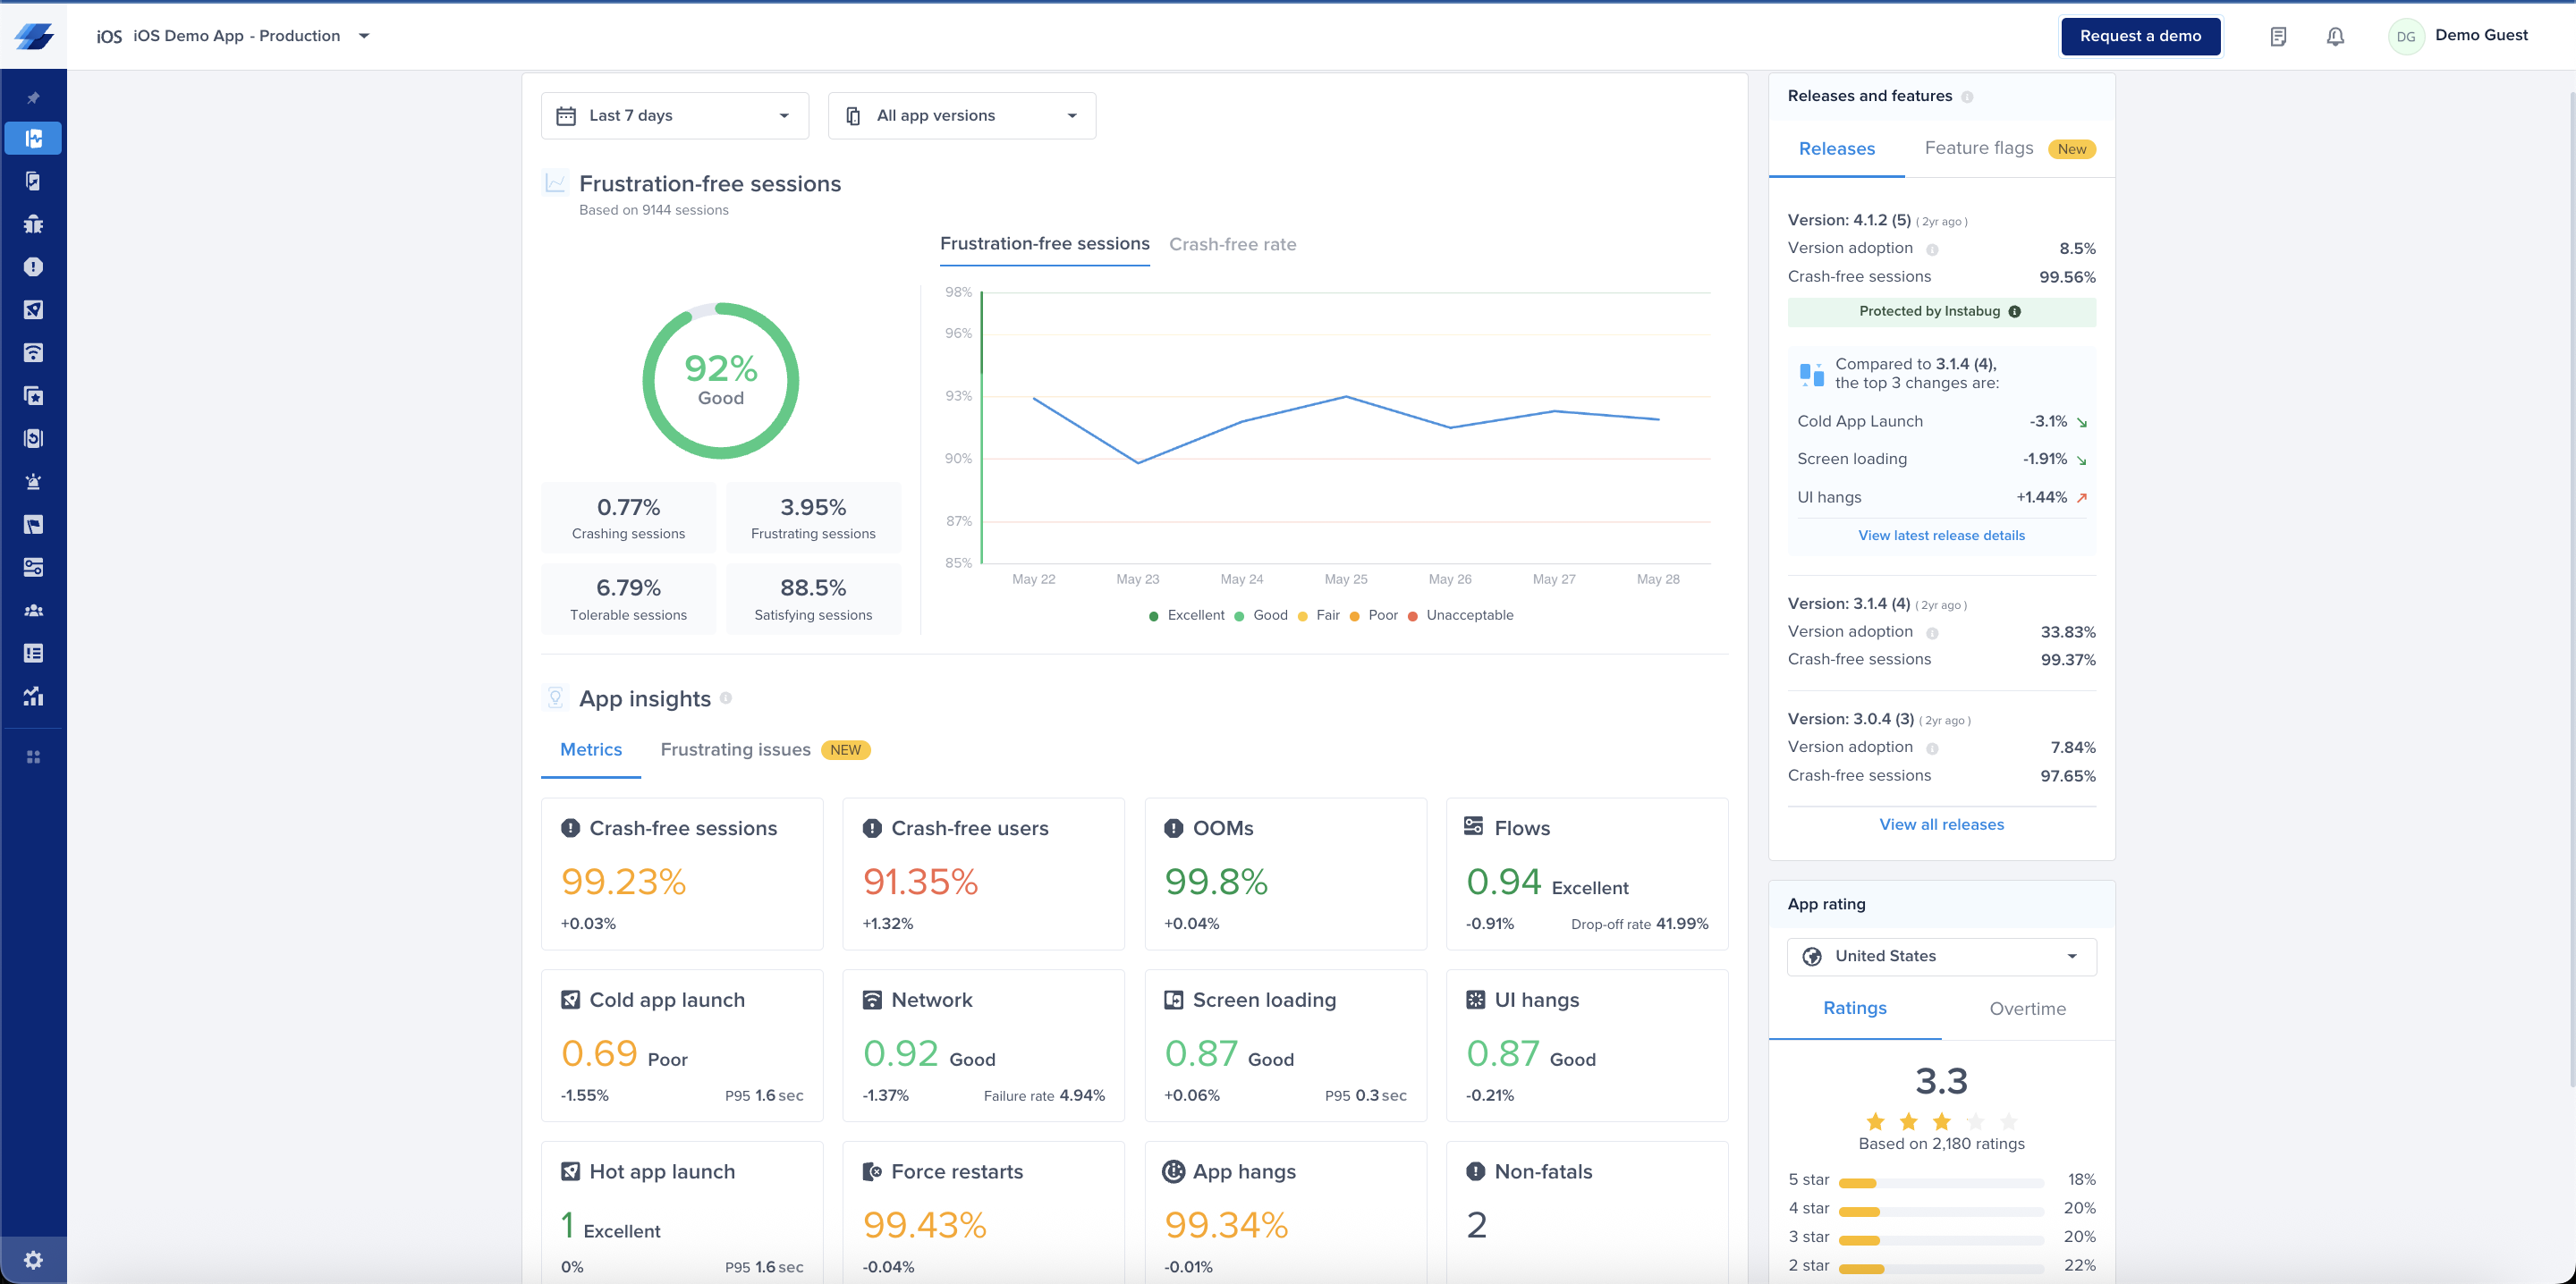 iOS iOS Demo App - Production
Request a demo
DG Demo Guest
Last 7 days
All app versions
Frustration-free sessions
Based on 9144 sessions
92%
Good
0.77%
Crashing sessions
3.95%
Frustrating sessions
6.79%
Tolerable sessions
88.5%
Satisfying sessions
Frustration-free sessions Crash-free rate
98%
96%
93%
90%
87%
85%
May 22 May 23 May 24 May 25 May 26 May 27 May 28
Excellent Good Fair Poor Unacceptable
App insights
Metrics Frustrating issues NEW
Crash-free sessions
99.23%
+0.03%
Crash-free users
91.35%
+1.32%
OOMs
99.8%
+0.04%
Flows
0.94 Excellent
-0.91% Drop-off rate 41.99%
Cold app launch
0.69 Poor
-1.55% P95 1.6 sec
Network
0.92 Good
-1.37% Failure rate 4.94%
Screen loading
0.87 Good
+0.06% P95 0.3 sec
UI hangs
0.87 Good
-0.21%
Hot app launch
1 Excellent
0% P95 1.6 sec
Force restarts
99.43%
-0.04%
App hangs
99.34%
-0.01%
Non-fatals
2
Releases and features
Releases Feature flags New
Version: 4.1.2 (5) ( 2yr ago )
Version adoption 8.5%
Crash-free sessions 99.56%
Protected by Instabug
Compared to 3.1.4 (4),
the top 3 changes are:
Cold App Launch -3.1%
Screen loading -1.91%
UI hangs +1.44%
View latest release details
Version: 3.1.4 (4) ( 2yr ago )
Version adoption 33.83%
Crash-free sessions 99.37%
Version: 3.0.4 (3) ( 2yr ago )
Version adoption 7.84%
Crash-free sessions 97.65%
View all releases
App rating
United States
Ratings Overtime
3.3
Based on 2,180 ratings
5 star 18%
4 star 20%
3 star 20%
2 star 22%